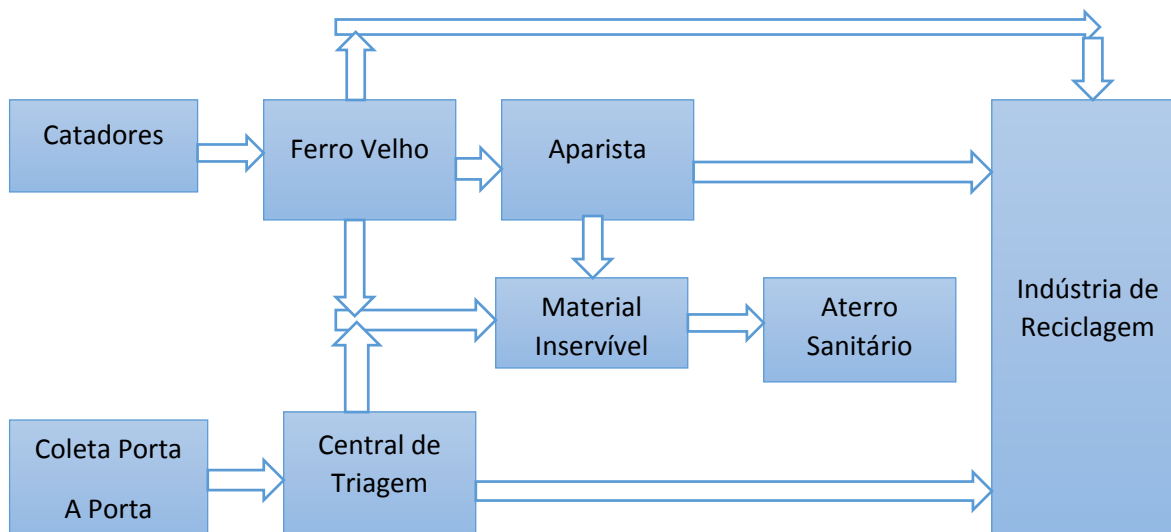 Catadores
Ferro Velho
Aparista
Material
Inservível
Aterro
Sanitário
Indústria de
Reciclagem
Coleta Porta
A Porta
Central de
Triagem